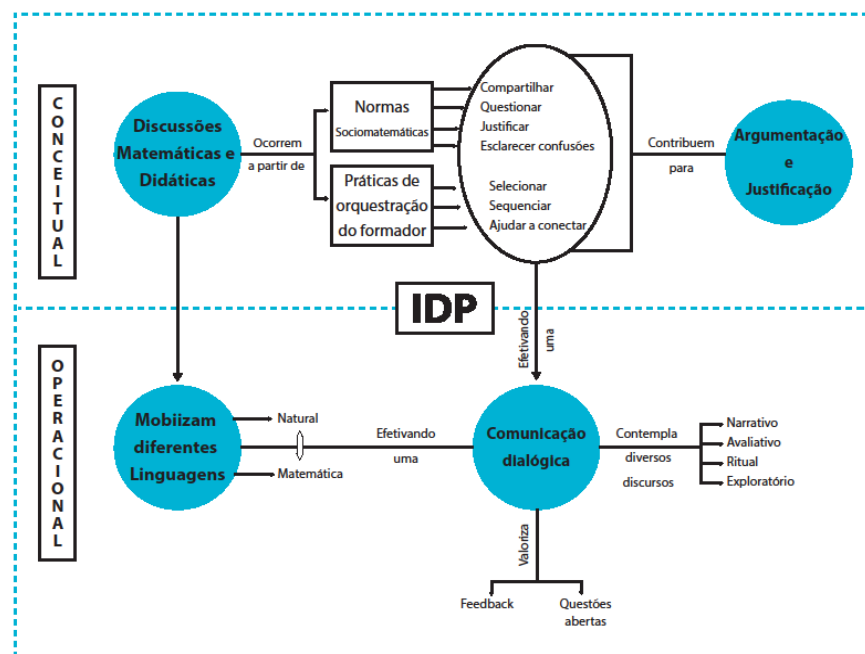 CONCEITUAL
Discussões
Matemáticas e
Didáticas
Ocorrem
a partir de
Normas
Sociomatemáticas
Práticas de
orquestração
do formador
Compartilhar
Questionar
Justificar
Esclarecer confusões
Selecionar
Sequenciar
Ajudar a conectar
Contribuem
para
Argumentação
e
Justificação
IDP
Efetivando
uma
OPERACIONAL
Mobiizam
diferentes
Linguagens
Natural
Matemática
Efetivando
uma
Comunicação
dialógica
Contempla
diversos
discursos
Narrativo
Avaliativo
Ritual
Exploratório
Valoriza
Feedback
Questões
abertas